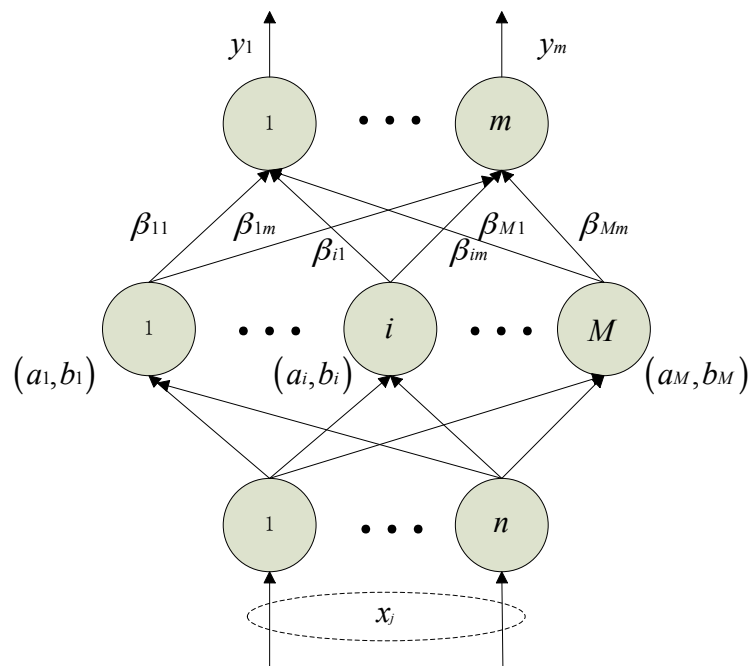 y1 ym
1 • • • m
β11 β1m βi1 βim βM1 βMm
1 • • • i • • • M
(a1,b1) (ai,bi) (aM,bM)
1 • • • n
xj